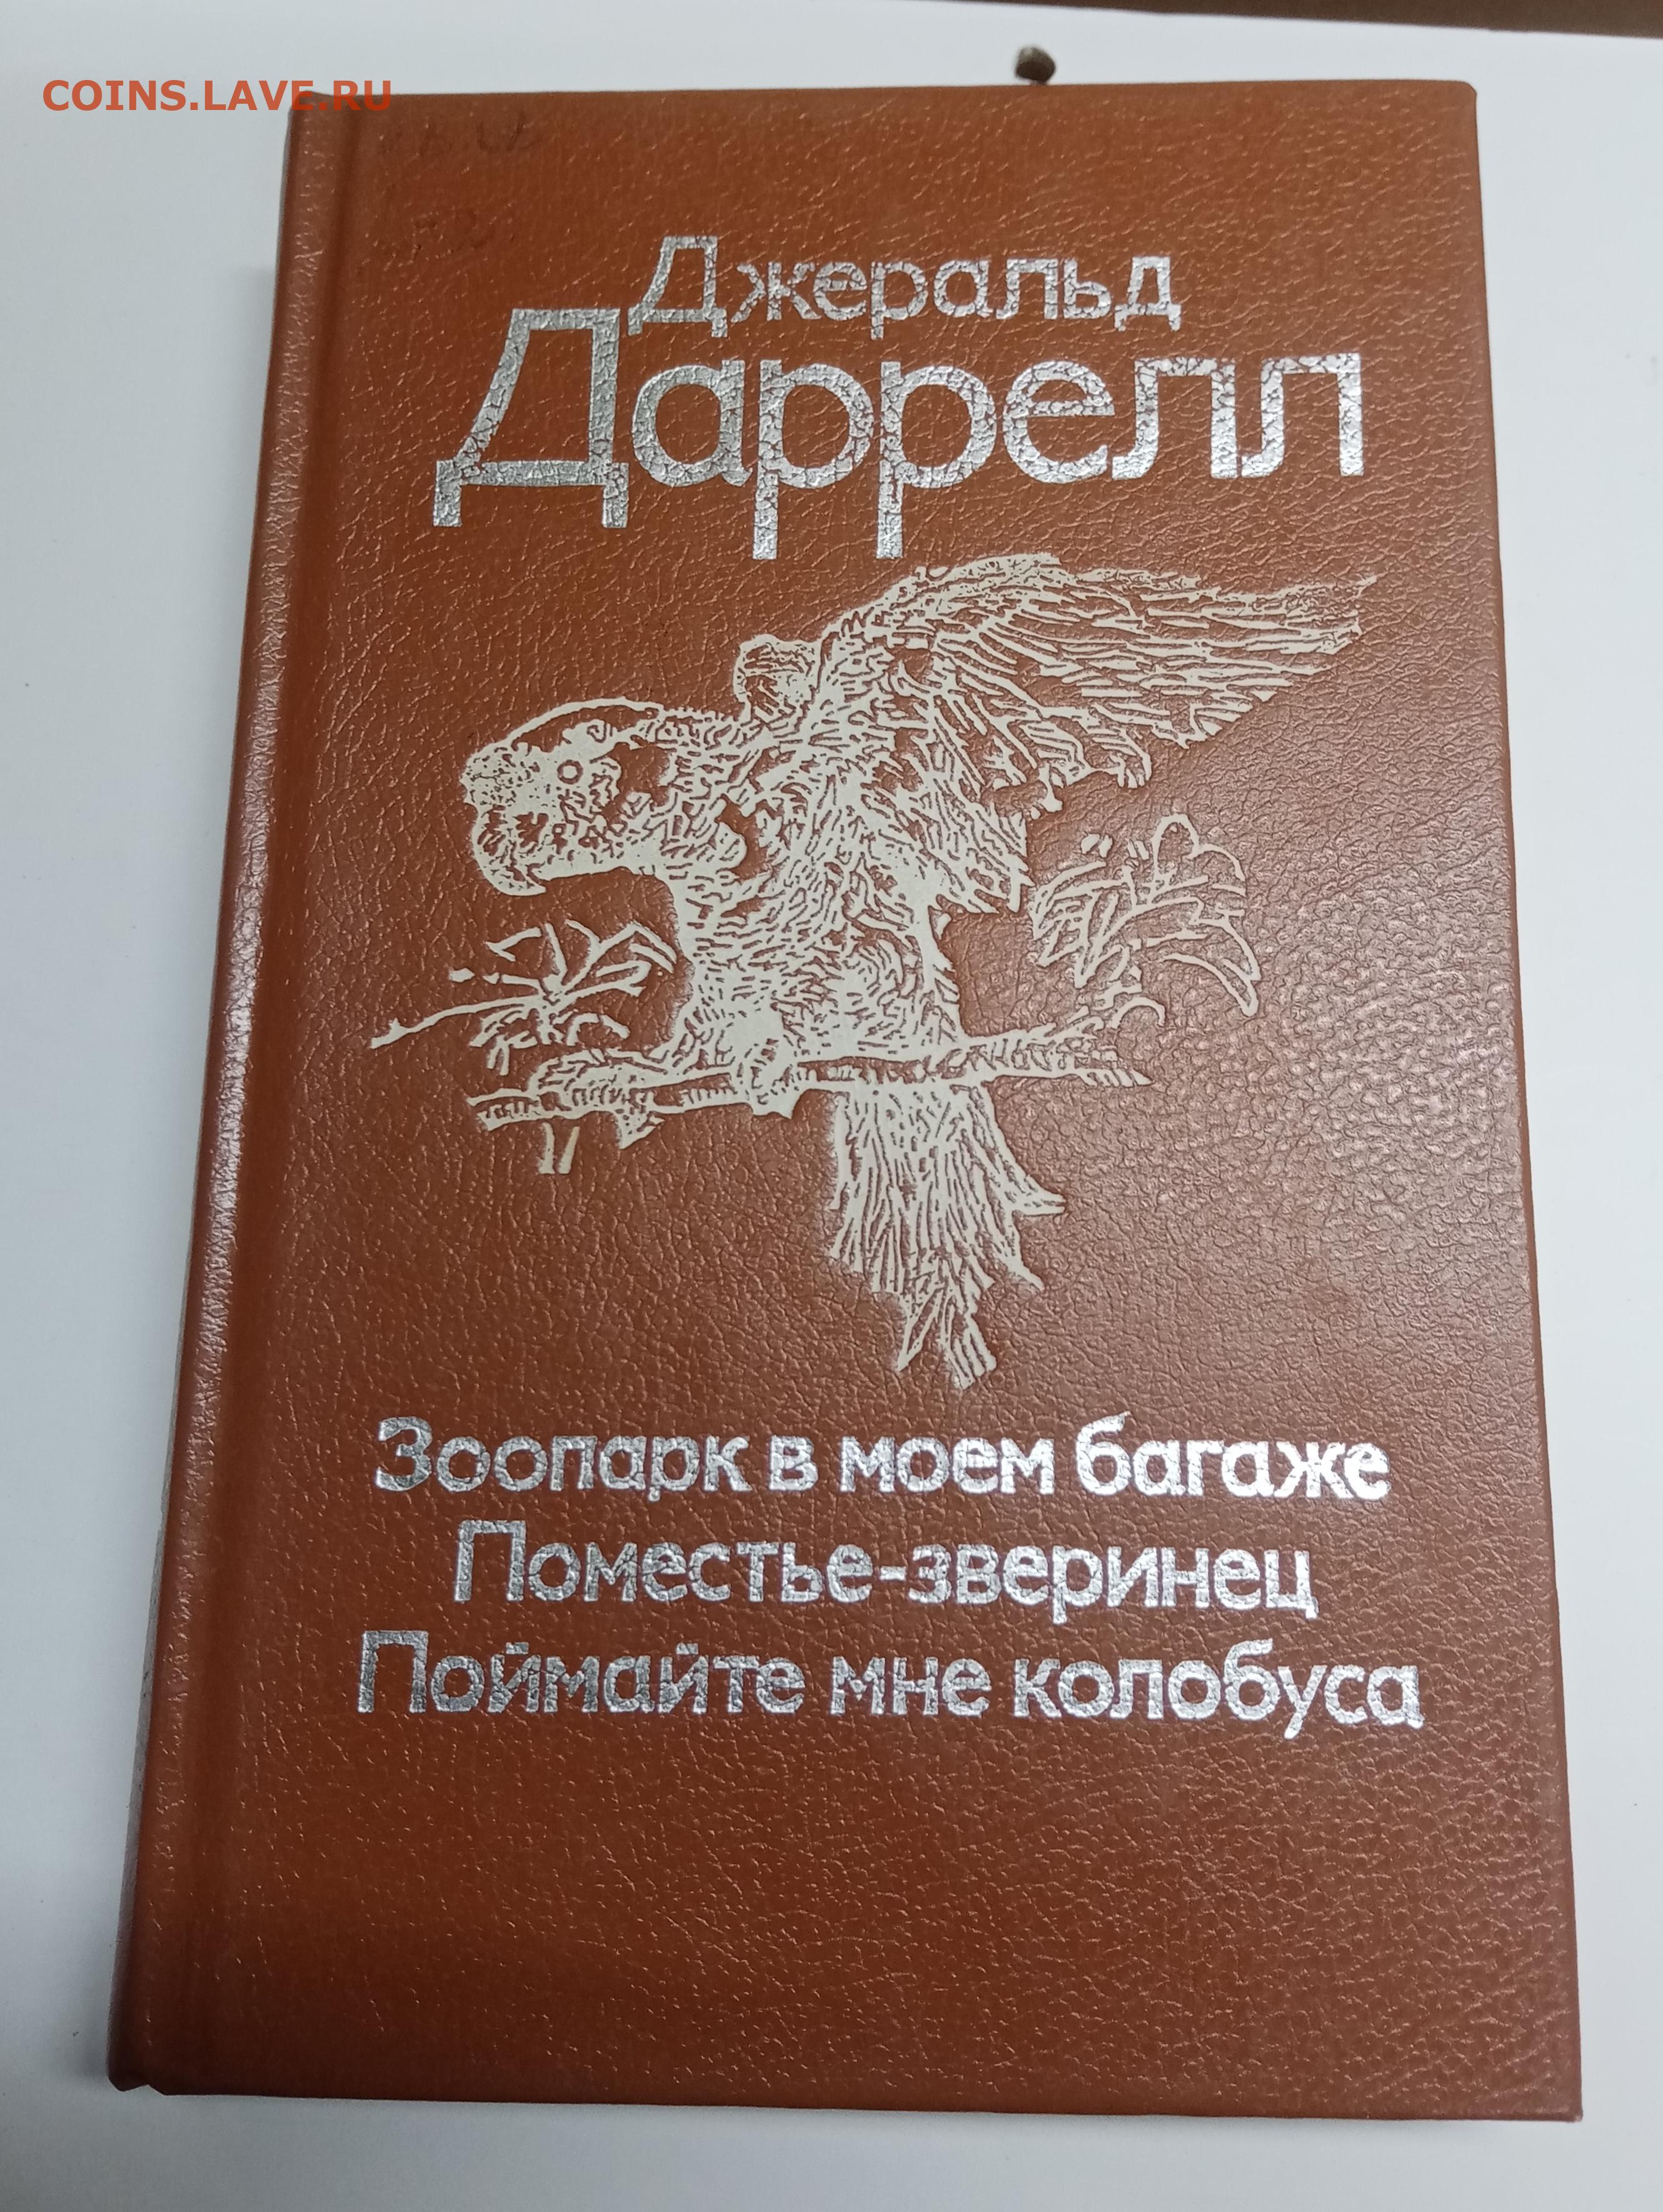 COINS.LAVE.RU
Джеральд
Даррелл
Зоопарк в моем багаже
Поместье-зверинец
Поймайте мне колобуса